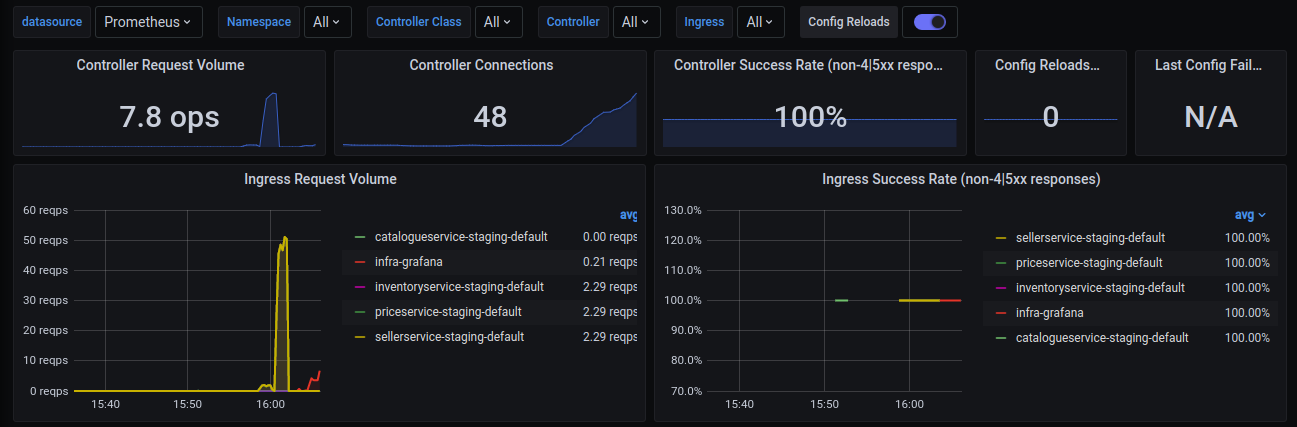 datasource Prometheus Namespace All Controller Class All Controller All Ingress All Config Reloads
Controller Request Volume
7.8 ops
Controller Connections
48
Controller Success Rate (non-4|5xx respo...
100%
Config Reloads...
0
Last Config Fail...
N/A
Ingress Request Volume
60 reqps
50 reqps
40 reqps
30 reqps
20 reqps
10 reqps
0 reqps
15:40 15:50 16:00
avg
catalogueservice-staging-default 0.00 reqps
infra-grafana 0.21 reqps
inventoryservice-staging-default 2.29 reqps
priceservice-staging-default 2.29 reqps
sellerservice-staging-default 2.29 reqps
Ingress Success Rate (non-4|5xx responses)
130.0%
120.0%
110.0%
100.0%
90.0%
80.0%
70.0%
15:40 15:50 16:00
avg
sellerservice-staging-default 100.00%
priceservice-staging-default 100.00%
inventoryservice-staging-default 100.00%
infra-grafana 100.00%
catalogueservice-staging-default 100.00%